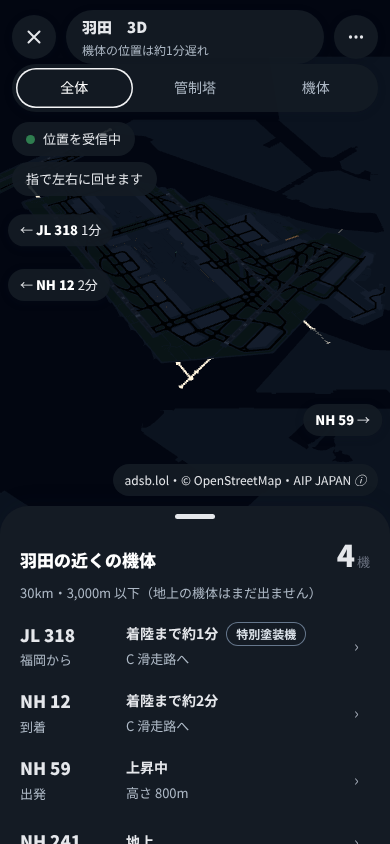 羽田 3D
機体の位置は約1分遅れ
全体
管制塔
機体
位置を受信中
指で左右に回せます
← JL 318 1分
← NH 12 2分
NH 59 →
adsb.lol・© OpenStreetMap・AIP JAPAN ⓘ
羽田の近くの機体
4機
30km・3,000m 以下（地上の機体はまだ出ません）
JL 318
着陸まで約1分
特別塗装機
福岡から
C 滑走路へ
NH 12
着陸まで約2分
到着
C 滑走路へ
NH 59
上昇中
出発
高さ 800m
NH 241
地上